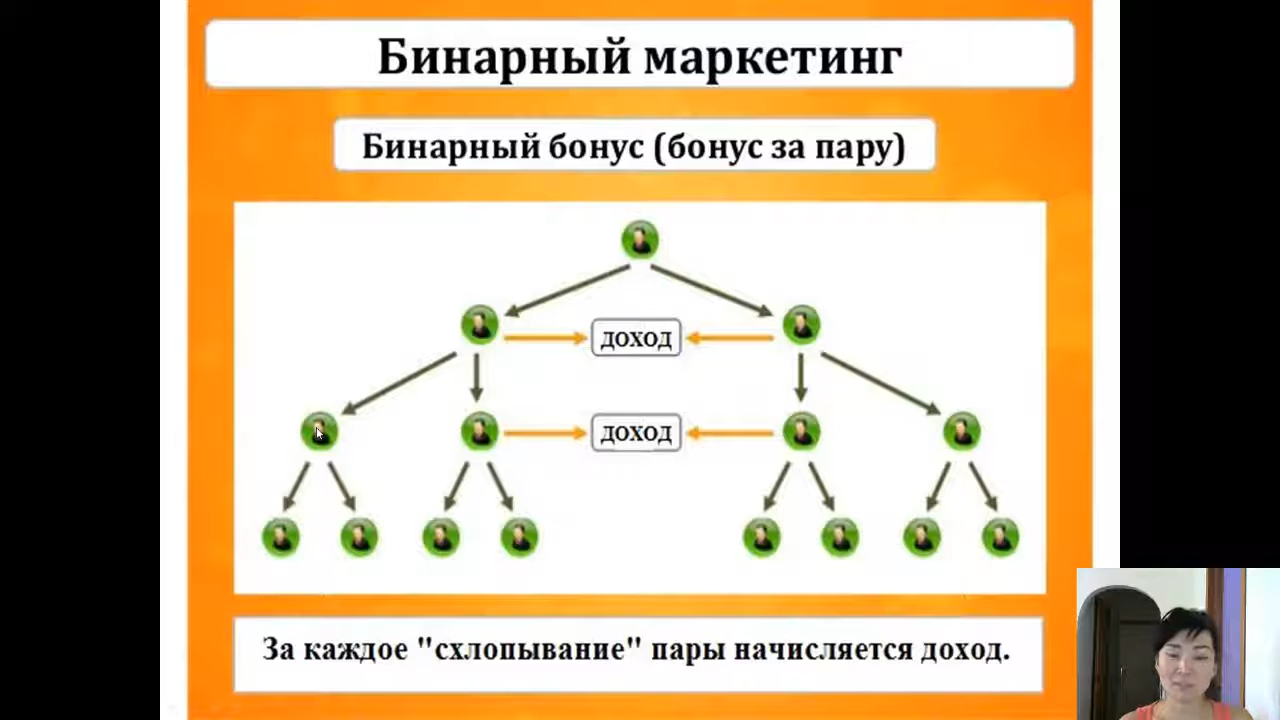 Бинарный маркетинг
Бинарный бонус (бонус за пару)
доход
доход
За каждое "схлопывание" пары начисляется доход.